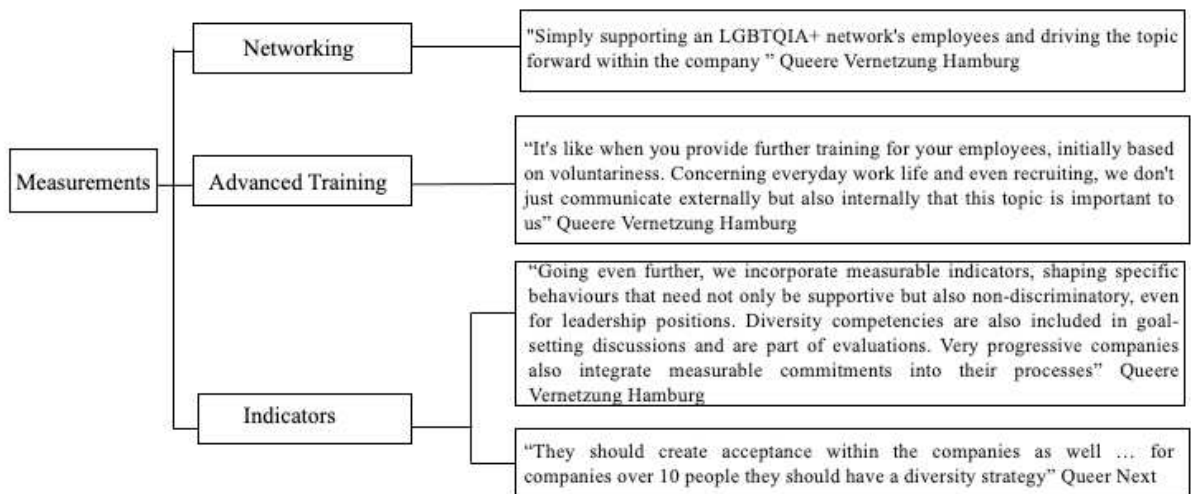 Networking
"Simply supporting an LGBTQIA+ network's employees and driving the topic
forward within the company ” Queere Vernetzung Hamburg
Measurements
Advanced Training
“It's like when you provide further training for your employees, initially based
on voluntariness. Concerning everyday work life and even recruiting, we don't
just communicate externally but also internally that this topic is important to
us” Queere Vernetzung Hamburg
Indicators
“Going even further, we incorporate measurable indicators, shaping specific
behaviours that need not only be supportive but also non-discriminatory, even
for leadership positions. Diversity competencies are also included in goal-
setting discussions and are part of evaluations. Very progressive companies
also integrate measurable commitments into their processes” Queere
Vernetzung Hamburg
“They should create acceptance within the companies as well … for
companies over 10 people they should have a diversity strategy” Queer Next